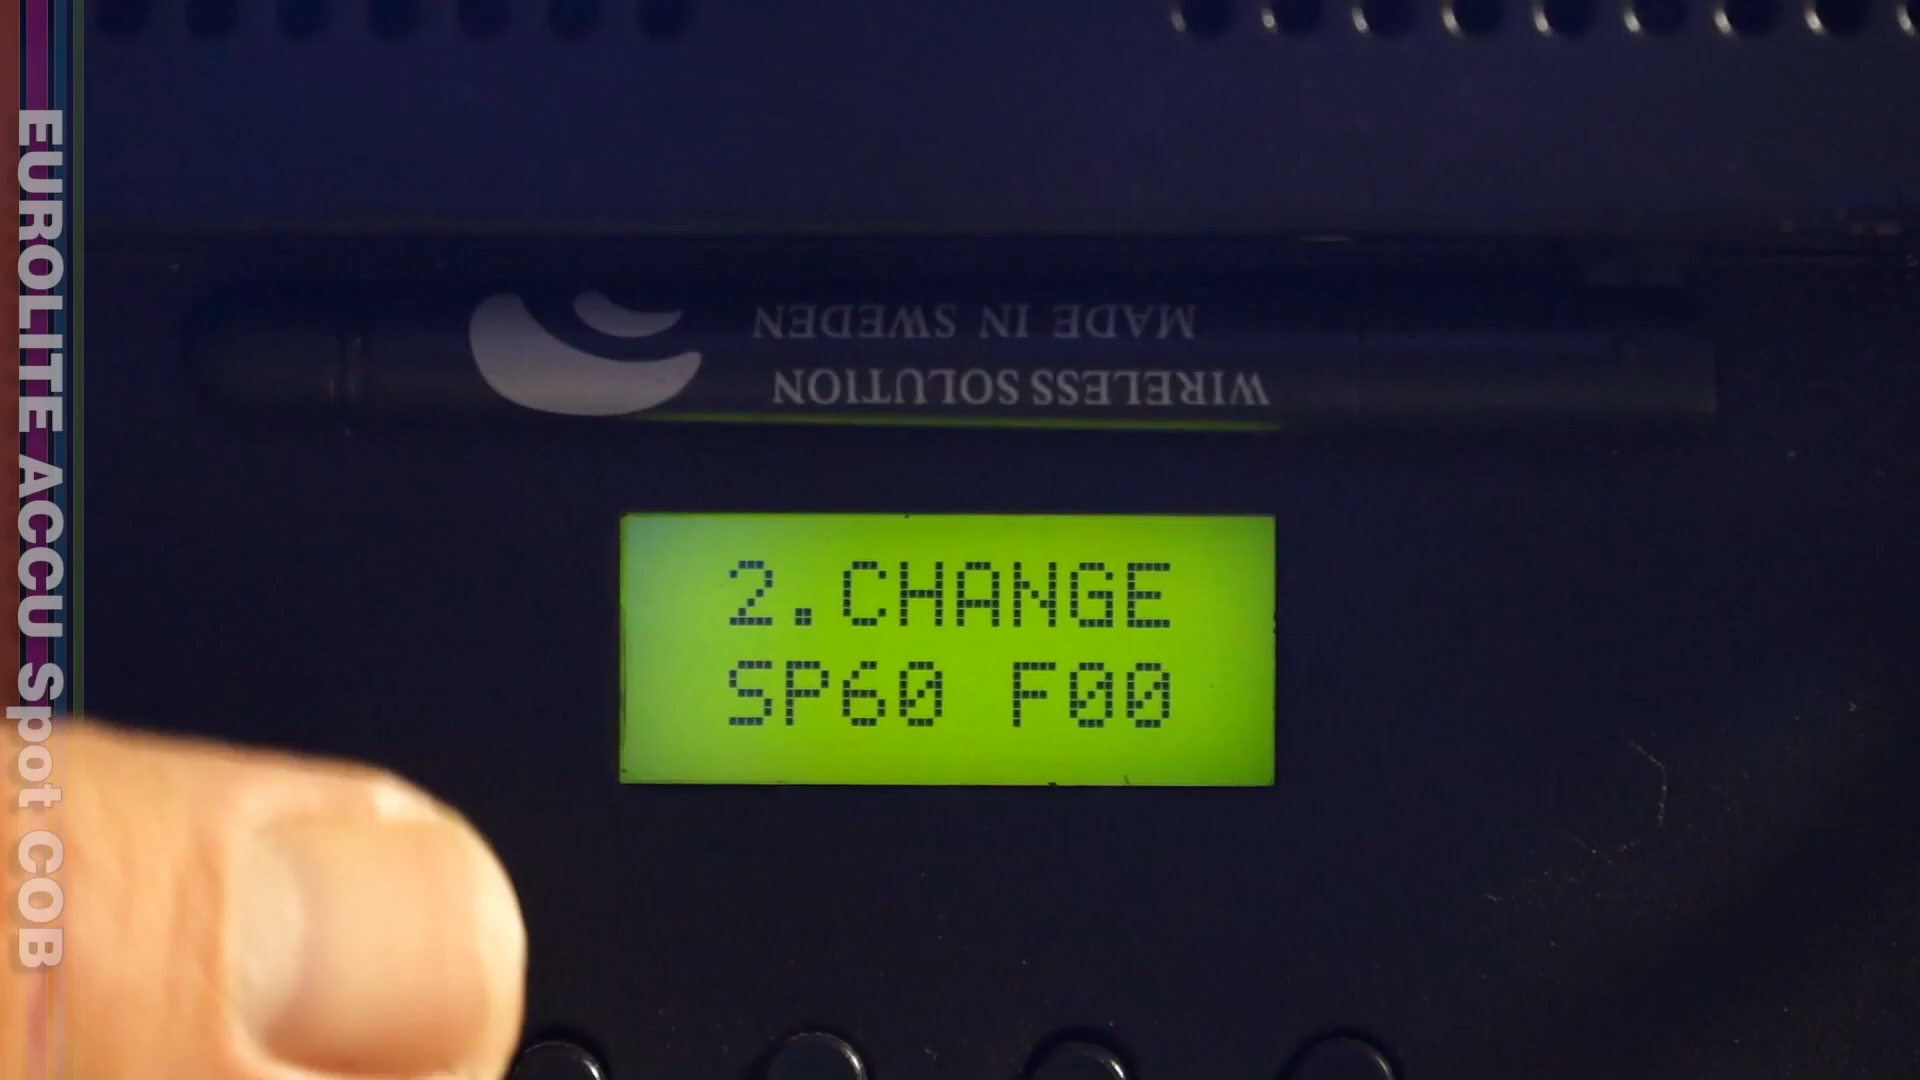 EUROLITE ACCU Spot COB
WIRELESS SOLUTION
MADE IN SWEDEN
2.CHANGE
SP60 F00